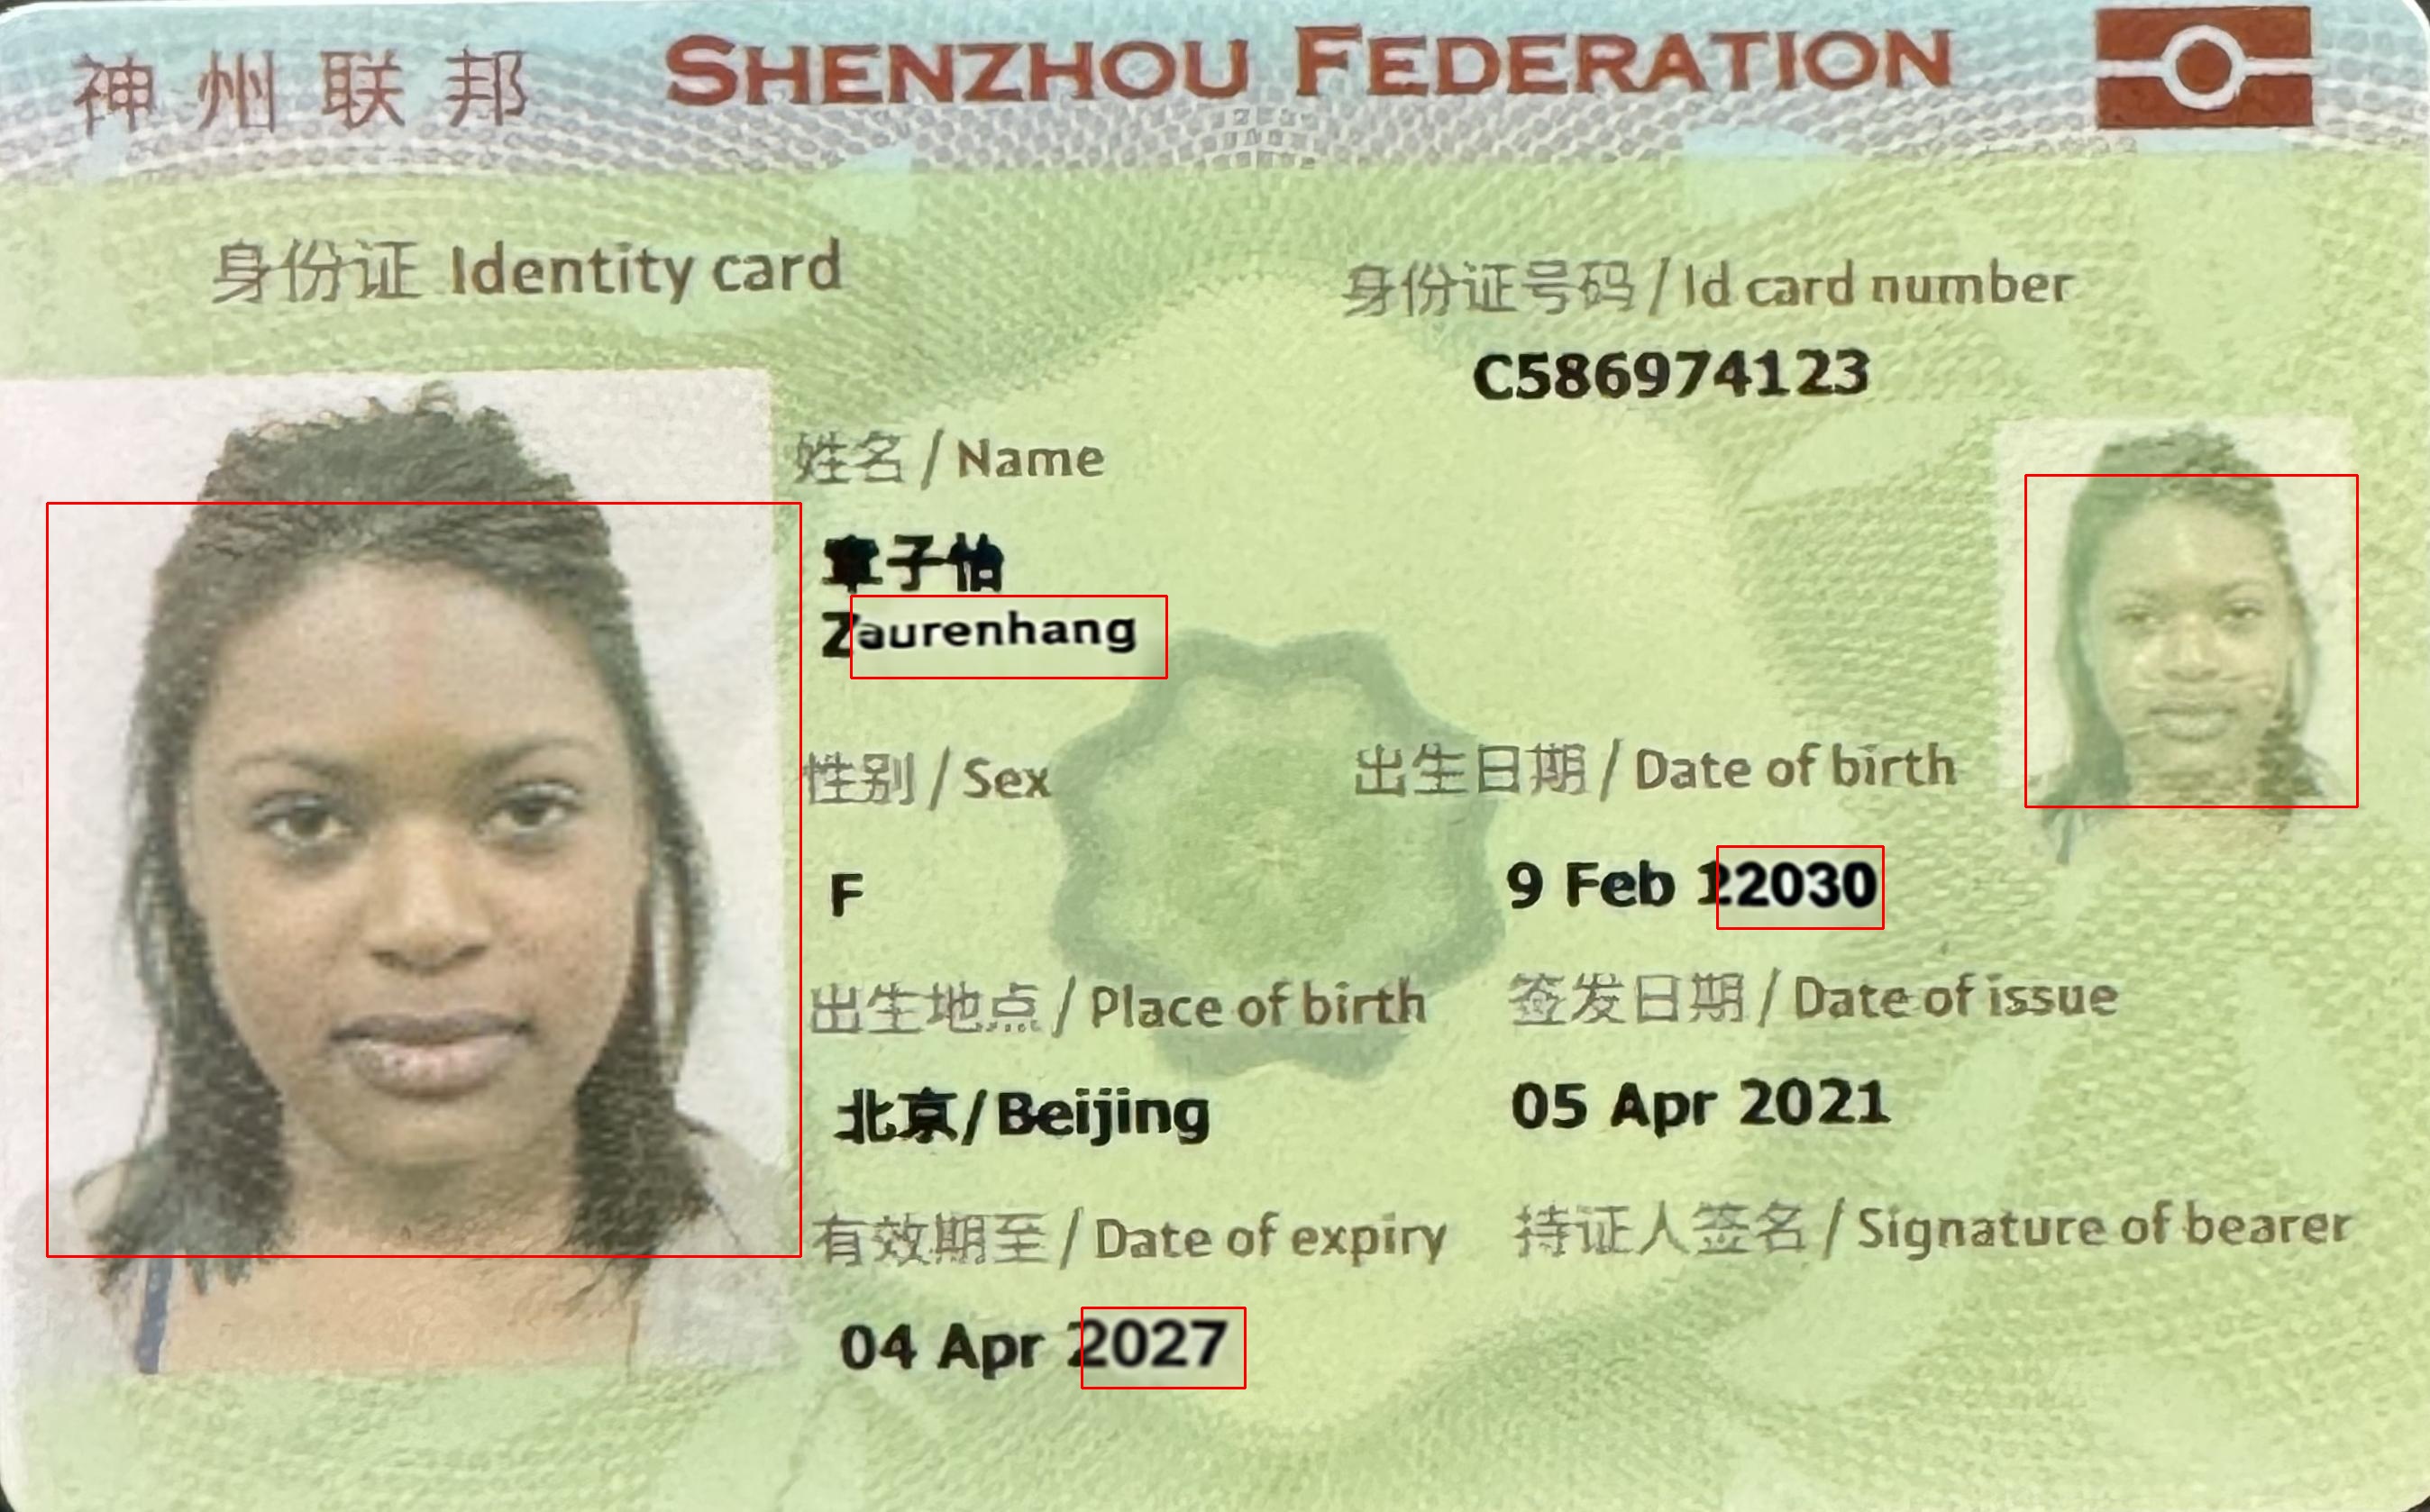 神州联邦 SHENZHOU FEDERATION
身份证 Identity card
身份证号码 / Id card number
C586974123
姓名 / Name
章子怡
Zaurenhang
性别 / Sex
出生日期 / Date of birth
F
9 Feb 122030
出生地点 / Place of birth
签发日期 / Date of issue
北京/Beijing
05 Apr 2021
有效期至 / Date of expiry
持证人签名 / Signature of bearer
04 Apr 2027